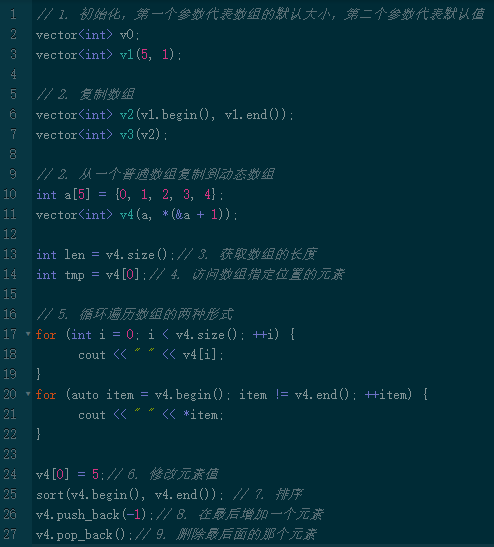 1 // 1. 初始化，第一个参数代表数组的默认大小，第二个参数代表默认值
2 vector<int> v0;
3 vector<int> v1(5, 1);
4
5 // 2. 复制数组
6 vector<int> v2(v1.begin(), v1.end());
7 vector<int> v3(v2);
8
9 // 2. 从一个普通数组复制到动态数组
10 int a[5] = {0, 1, 2, 3, 4};
11 vector<int> v4(a, *(&a + 1));
12
13 int len = v4.size();// 3. 获取数组的长度
14 int tmp = v4[0];// 4. 访问数组指定位置的元素
15
16 // 5. 循环遍历数组的两种形式
17 for (int i = 0; i < v4.size(); ++i) {
18 cout << " " << v4[i];
19 }
20 for (auto item = v4.begin(); item != v4.end(); ++item) {
21 cout << " " << *item;
22 }
23
24 v4[0] = 5;// 6. 修改元素值
25 sort(v4.begin(), v4.end()); // 7. 排序
26 v4.push_back(-1);// 8. 在最后增加一个元素
27 v4.pop_back();// 9. 删除最后面的那个元素